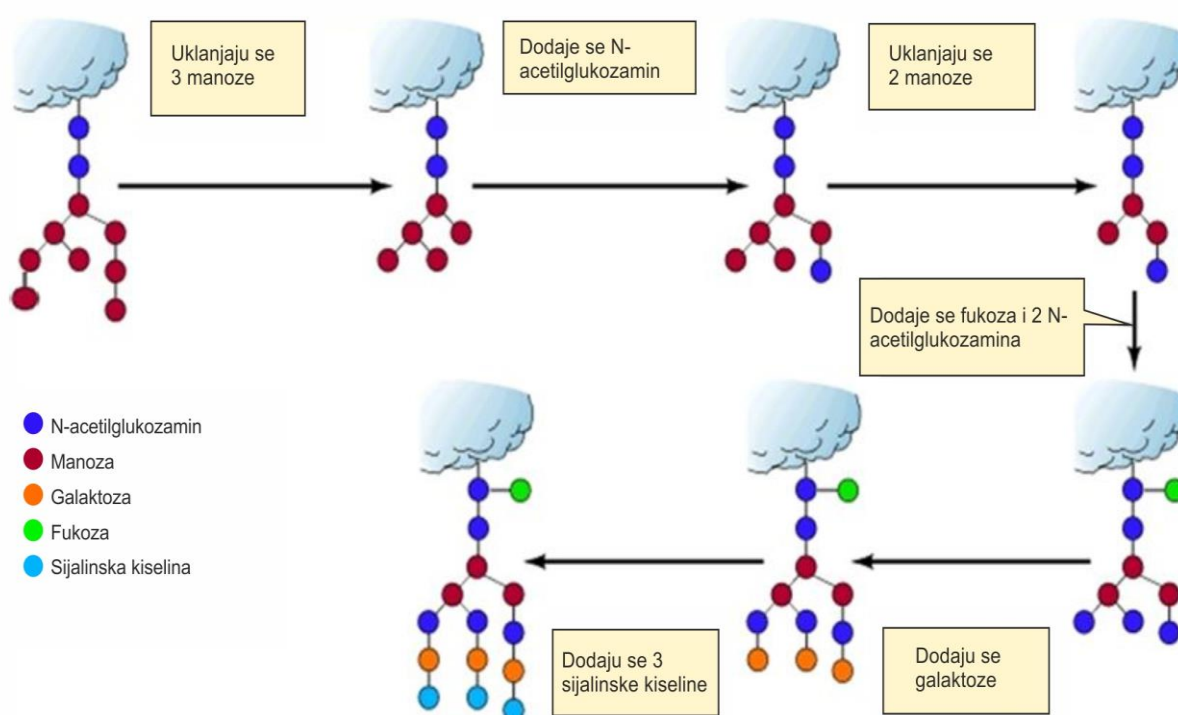 Uklanjaju se
3 manoze
Dodaje se N-
acetilglukozamin
Uklanjaju se
2 manoze
Dodaje se fukoza i 2 N-
acetilglukozamina
N-acetilglukozamin
Manoza
Galaktoza
Fukoza
Sijalinska kiselina
Dodaju se 3
sijalinske kiseline
Dodaju se
galaktoze